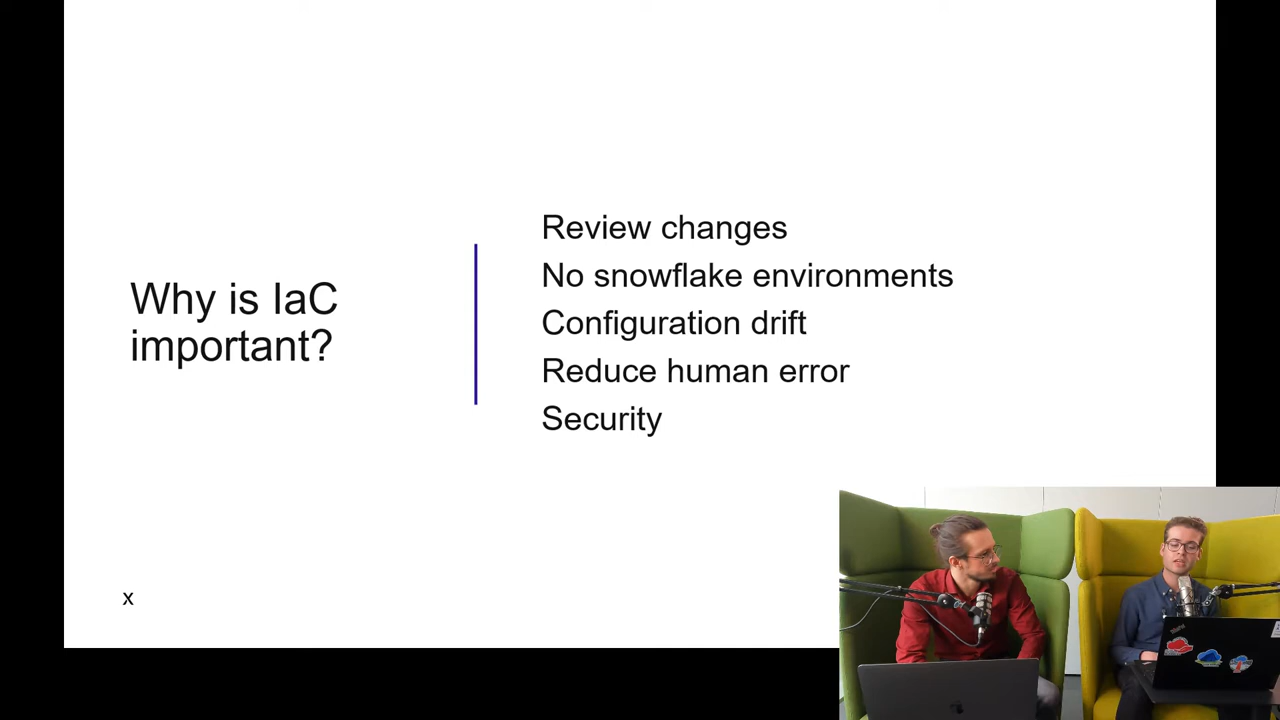 Why is IaC
important?
Review changes
No snowflake environments
Configuration drift
Reduce human error
Security
x